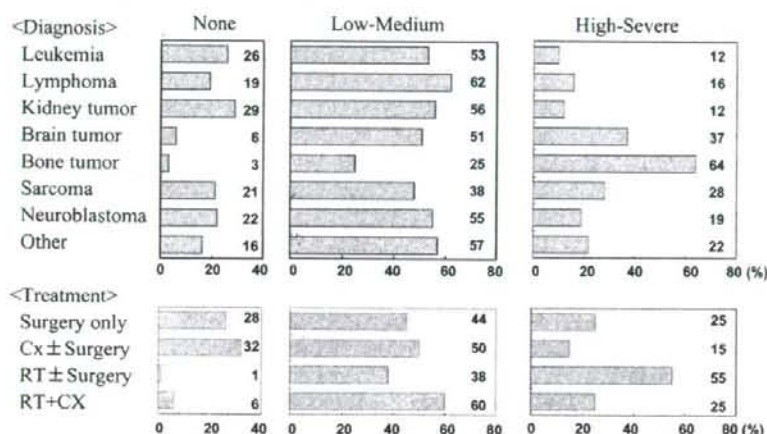 None Low-Medium High-Severe
<Diagnosis>
Leukemia 26 53 12
Lymphoma 19 62 16
Kidney tumor 29 56 12
Brain tumor 6 51 37
Bone tumor 3 25 64
Sarcoma 21 38 28
Neuroblastoma 22 55 19
Other 16 57 22
0 20 40 0 20 40 60 80 0 20 40 60 80 (%)
<Treatment>
Surgery only 28 44 25
Cx±Surgery 32 50 15
RT±Surgery 1 38 55
RT+CX 6 60 25
0 20 40 0 20 40 60 80 0 20 40 60 80 (%)